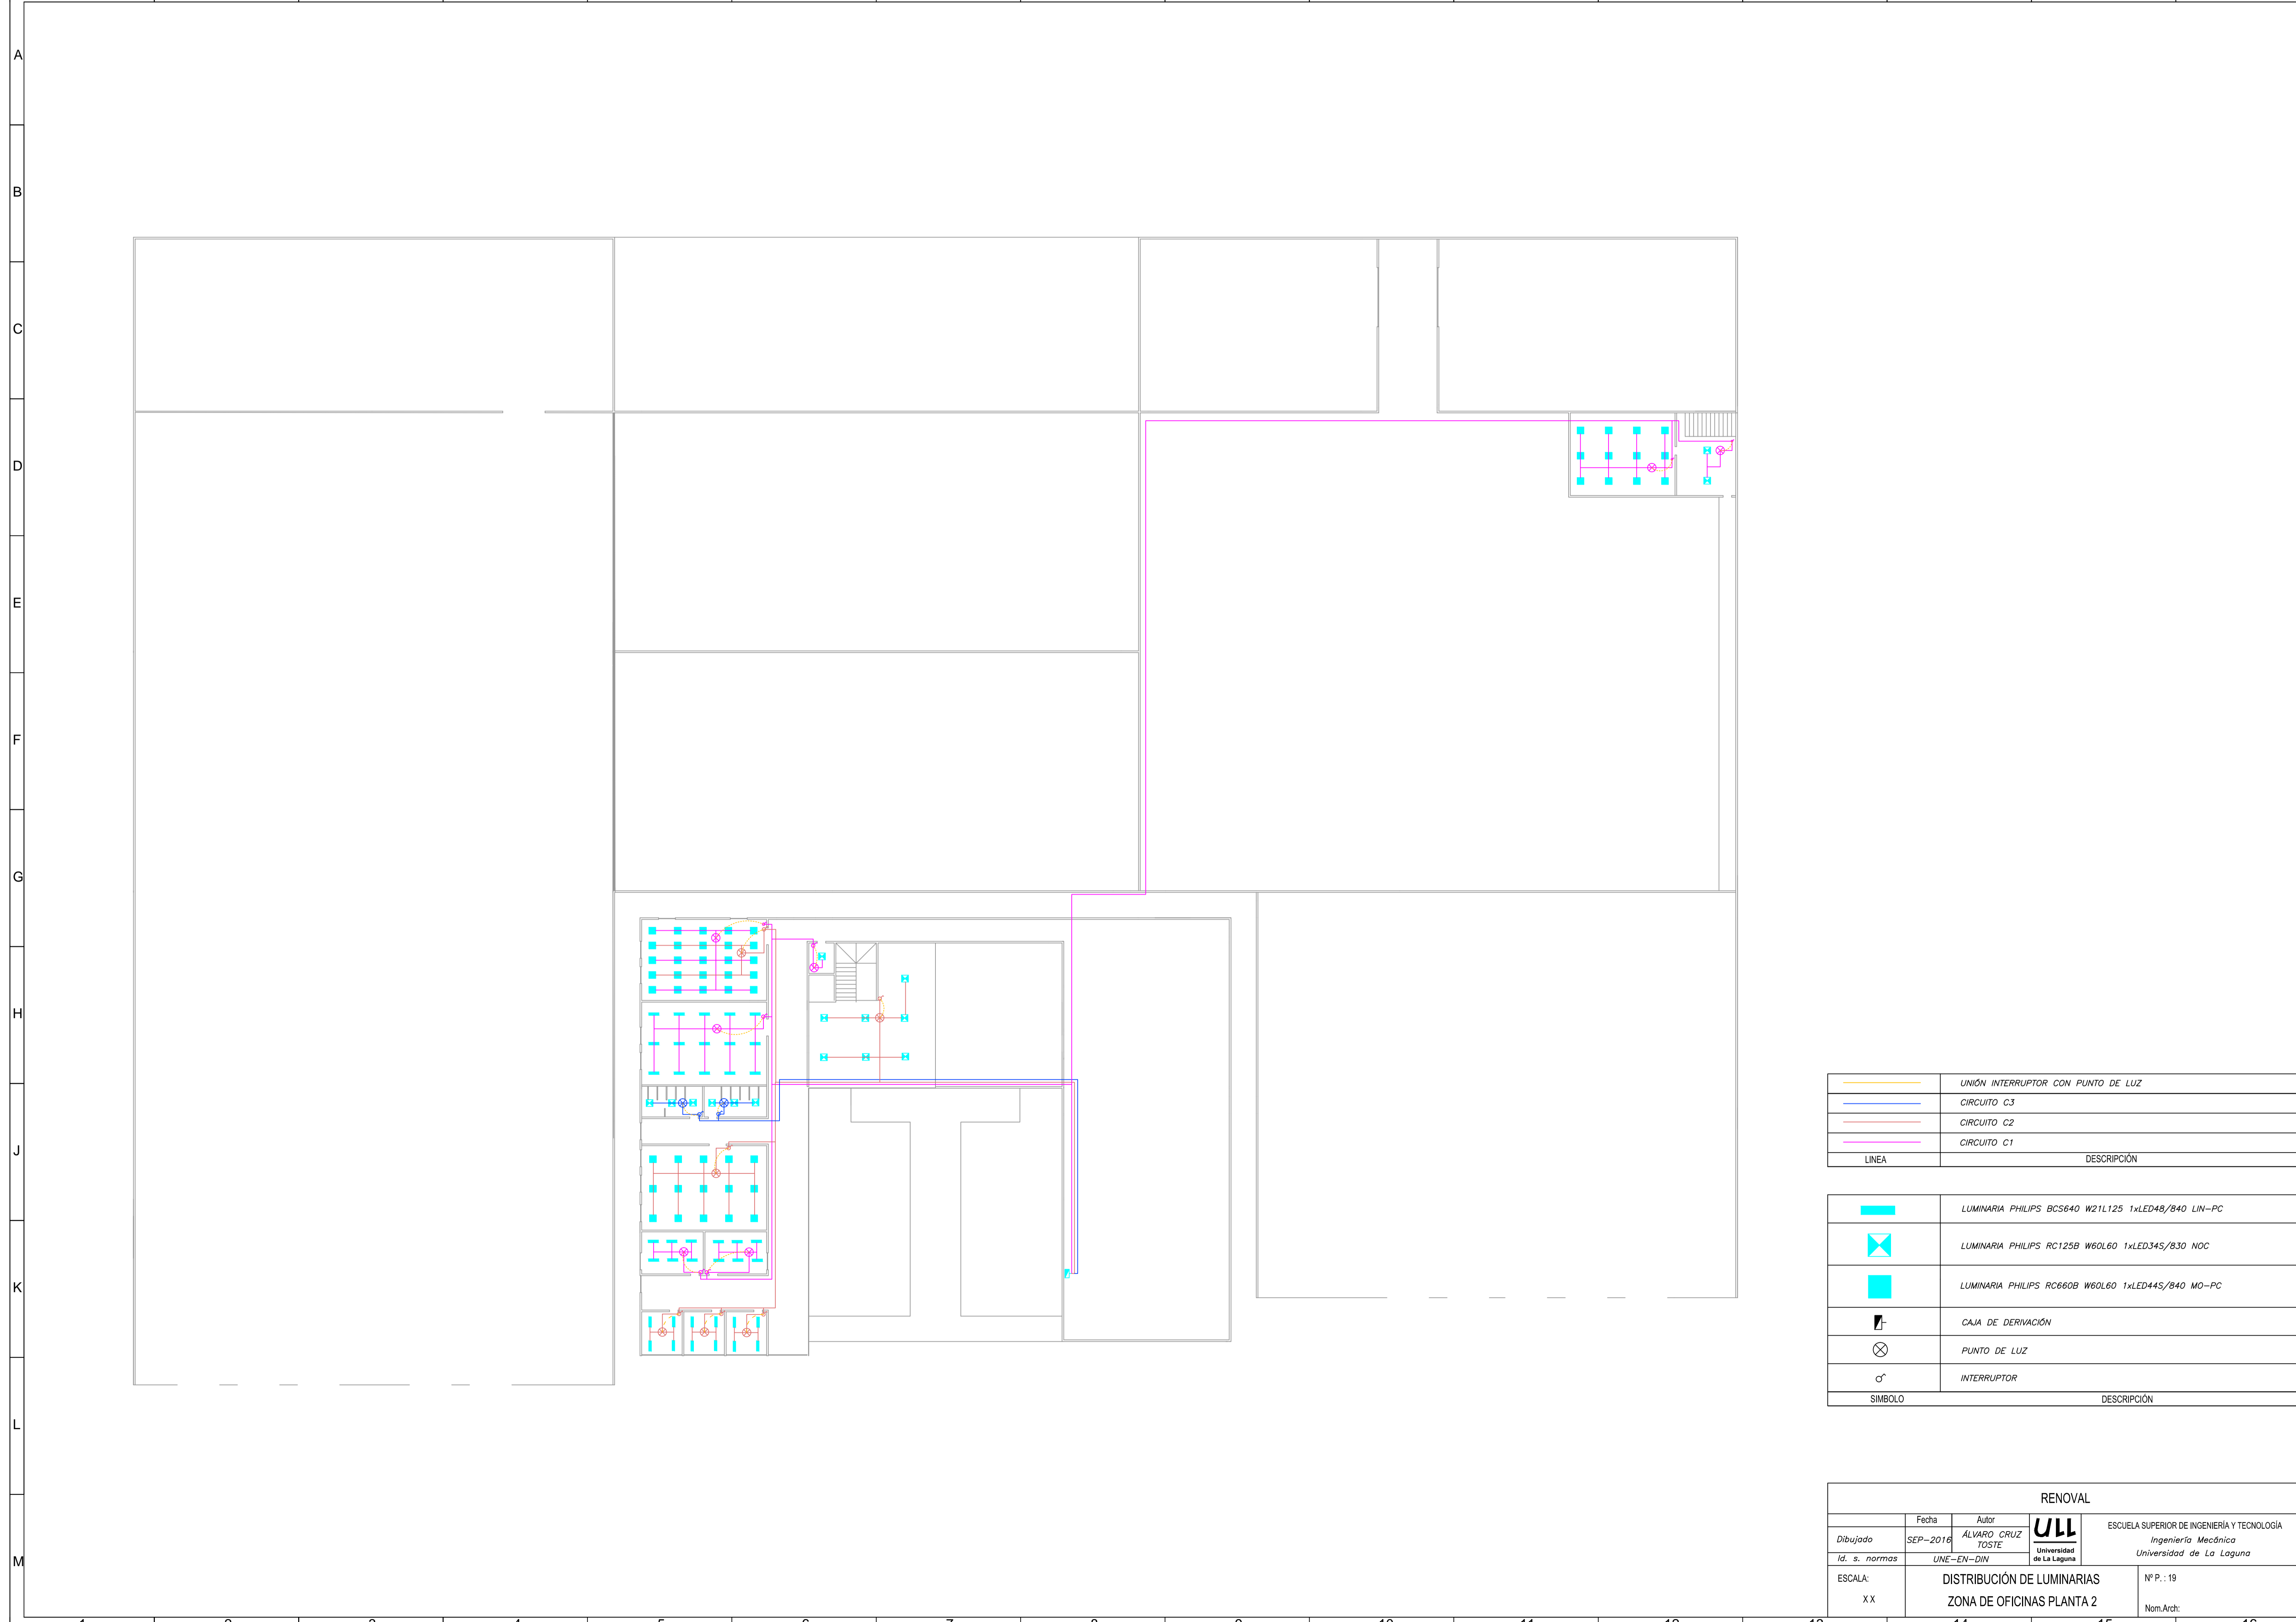 A
B
C
D
E
F
G
H
J
K
L
M
UNIÓN INTERRUPTOR CON PUNTO DE LUZ
CIRCUITO C3
CIRCUITO C2
CIRCUITO C1
LINEA DESCRIPCIÓN
LUMINARIA PHILIPS BCS640 W21L125 1xLED48/840 LIN-PC
LUMINARIA PHILIPS RC125B W60L60 1xLED34S/830 NOC
LUMINARIA PHILIPS RC660B W60L60 1xLED44S/840 MO-PC
CAJA DE DERIVACIÓN
PUNTO DE LUZ
INTERRUPTOR
SIMBOLO DESCRIPCIÓN
RENOVAL
Fecha Autor
Dibujado SEP-2016 ÁLVARO CRUZ TOSTE
Id. s. normas UNE-EN-DIN
ULL
Universidad
de La Laguna
ESCUELA SUPERIOR DE INGENIERÍA Y TECNOLOGÍA
Ingeniería Mecánica
Universidad de La Laguna
ESCALA:
X X
DISTRIBUCIÓN DE LUMINARIAS
ZONA DE OFICINAS PLANTA 2
Nº P. : 19
Nom.Arch: